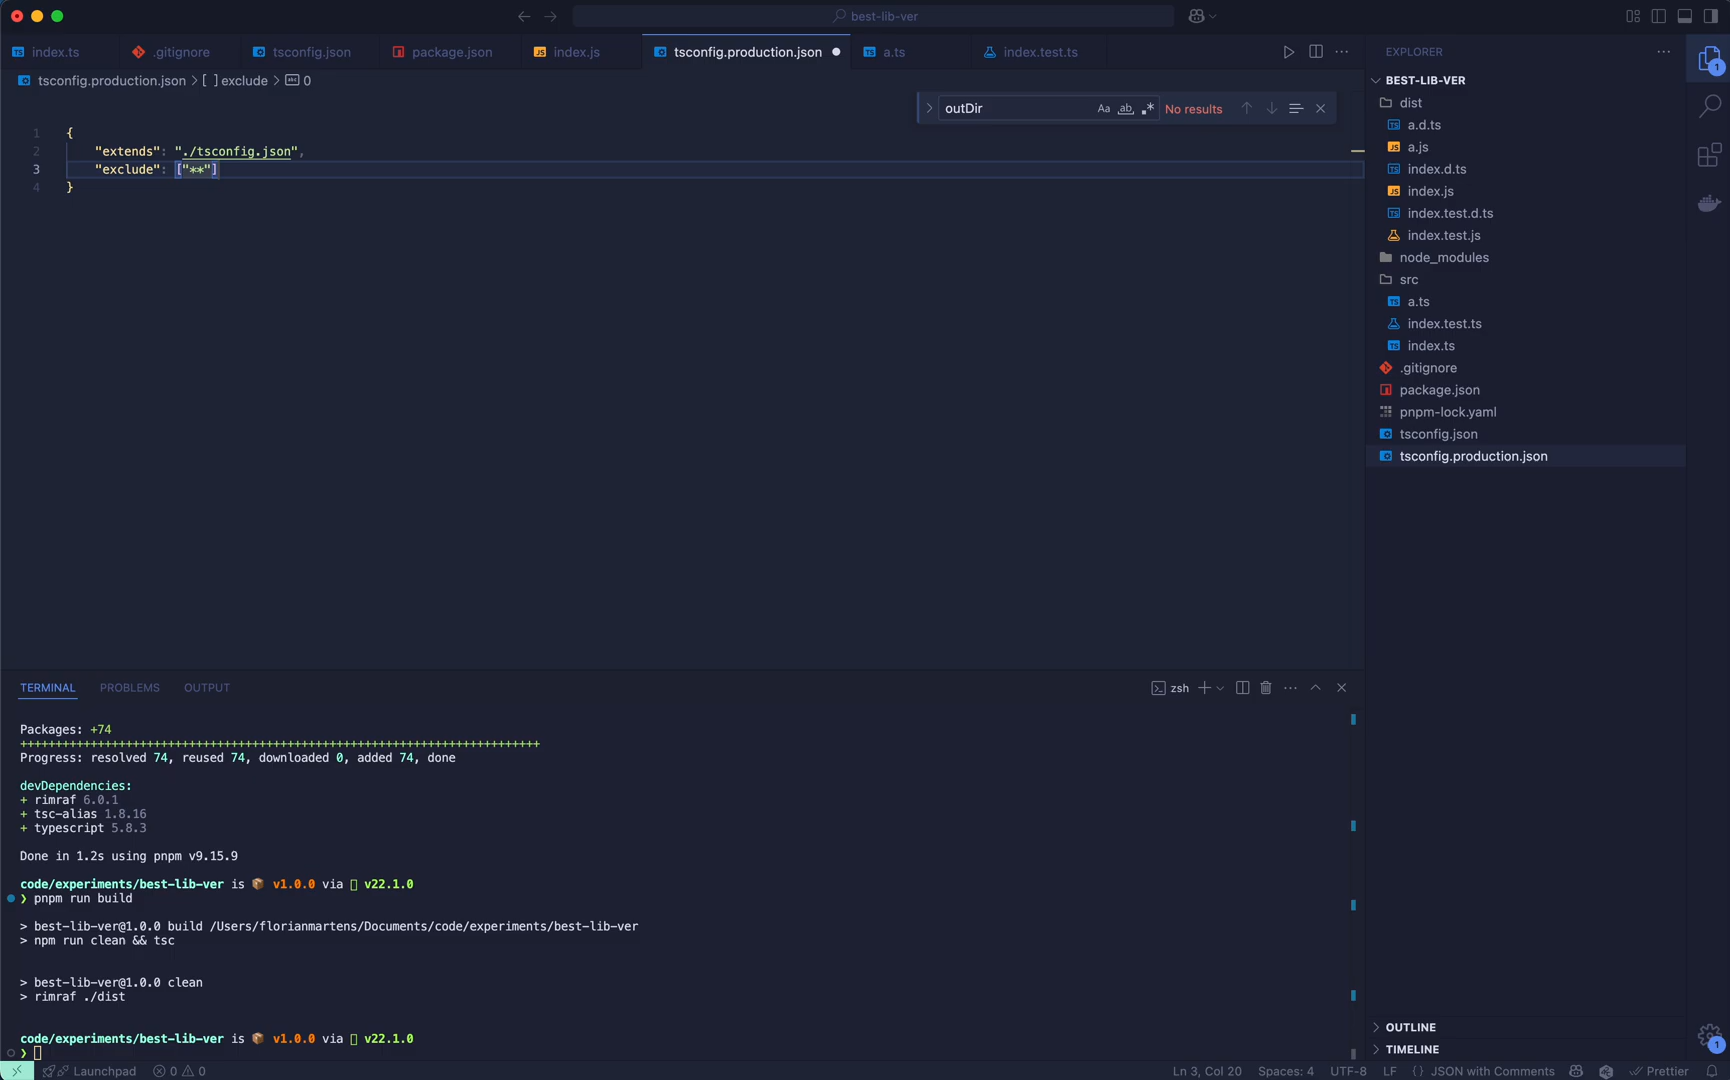 best-lib-ver
index.ts
.gitignore
tsconfig.json
package.json
index.js
tsconfig.production.json
a.ts
index.test.ts
tsconfig.production.json > [ ] exclude > 0
outDir
Aa ab .* No results
1 {
2 "extends": "./tsconfig.json",
3 "exclude": ["**"]
4 }
EXPLORER
BEST-LIB-VER
dist
a.d.ts
a.js
index.d.ts
index.js
index.test.d.ts
index.test.js
node_modules
src
a.ts
index.test.ts
index.ts
.gitignore
package.json
pnpm-lock.yaml
tsconfig.json
tsconfig.production.json
OUTLINE
TIMELINE
1
1
TERMINAL PROBLEMS OUTPUT
zsh
Packages: +74
++++++++++++++++++++++++++++++++++++++++++++++++++++++++++++++++++++++++++
Progress: resolved 74, reused 74, downloaded 0, added 74, done
devDependencies:
+ rimraf 6.0.1
+ tsc-alias 1.8.16
+ typescript 5.8.3
Done in 1.2s using pnpm v9.15.9
code/experiments/best-lib-ver is 📦 v1.0.0 via v22.1.0
❯ pnpm run build
> best-lib-ver@1.0.0 build /Users/florianmartens/Documents/code/experiments/best-lib-ver
> npm run clean && tsc
> best-lib-ver@1.0.0 clean
> rimraf ./dist
code/experiments/best-lib-ver is 📦 v1.0.0 via v22.1.0
❯
Launchpad 0 0
Ln 3, Col 20 Spaces: 4 UTF-8 LF { } JSON with Comments Prettier